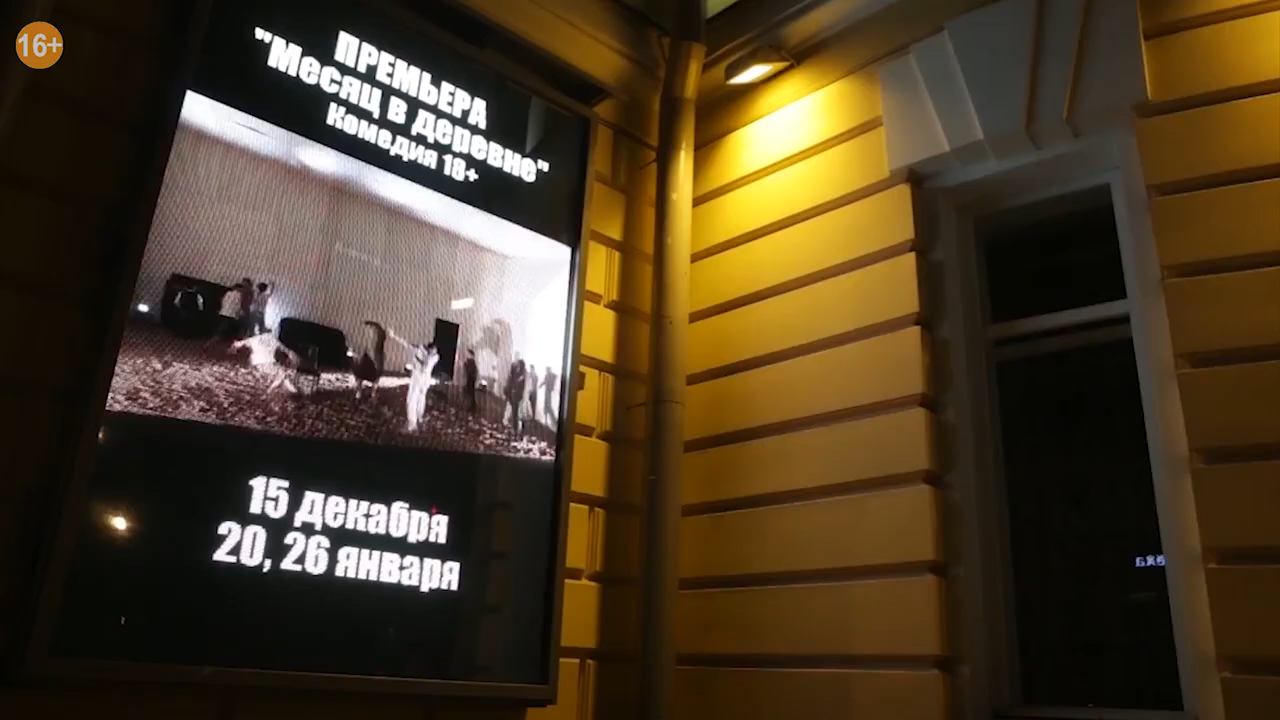 16+
ПРЕМЬЕРА
"Месяц в деревне"
Комедия 18+
15 декабря
20, 26 января